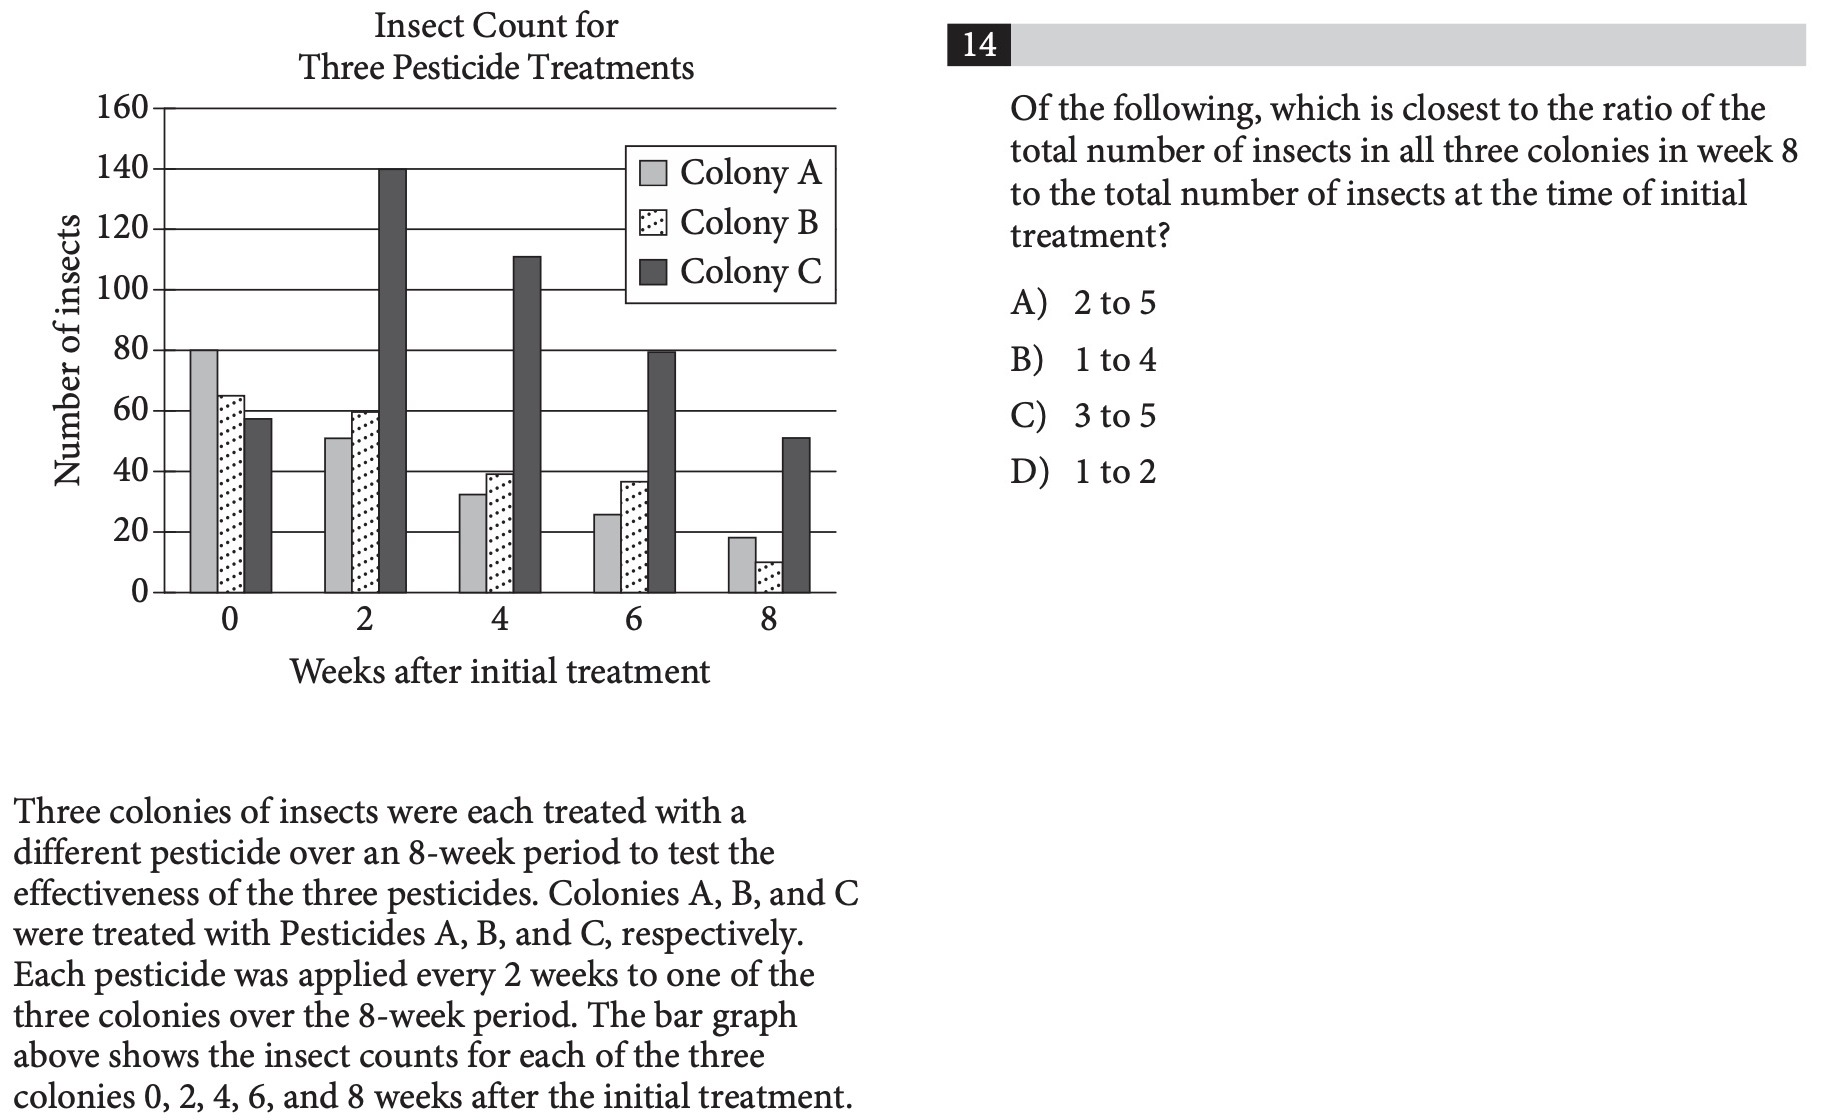 Insect Count for
Three Pesticide Treatments
160
140
120
100
80
60
40
20
0
Number of insects
Colony A
Colony B
Colony C
0 2 4 6 8
Weeks after initial treatment
Three colonies of insects were each treated with a
different pesticide over an 8-week period to test the
effectiveness of the three pesticides. Colonies A, B, and C
were treated with Pesticides A, B, and C, respectively.
Each pesticide was applied every 2 weeks to one of the
three colonies over the 8-week period. The bar graph
above shows the insect counts for each of the three
colonies 0, 2, 4, 6, and 8 weeks after the initial treatment.
14
Of the following, which is closest to the ratio of the
total number of insects in all three colonies in week 8
to the total number of insects at the time of initial
treatment?
A) 2 to 5
B) 1 to 4
C) 3 to 5
D) 1 to 2